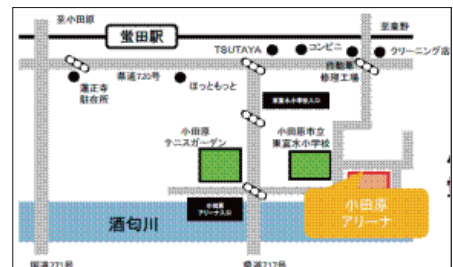 至小田原
至秦野
蛍田駅
TSUTAYA
コンビニ
クリーニング店
自動車
修理工場
蓮正寺
駐在所
県道720号
ほっともっと
東富水小学校入口
小田原
テニスガーデン
小田原市立
東富水小学校
小田原
アリーナ入口
小田原
アリーナ
酒匂川
国道271号
県道717号